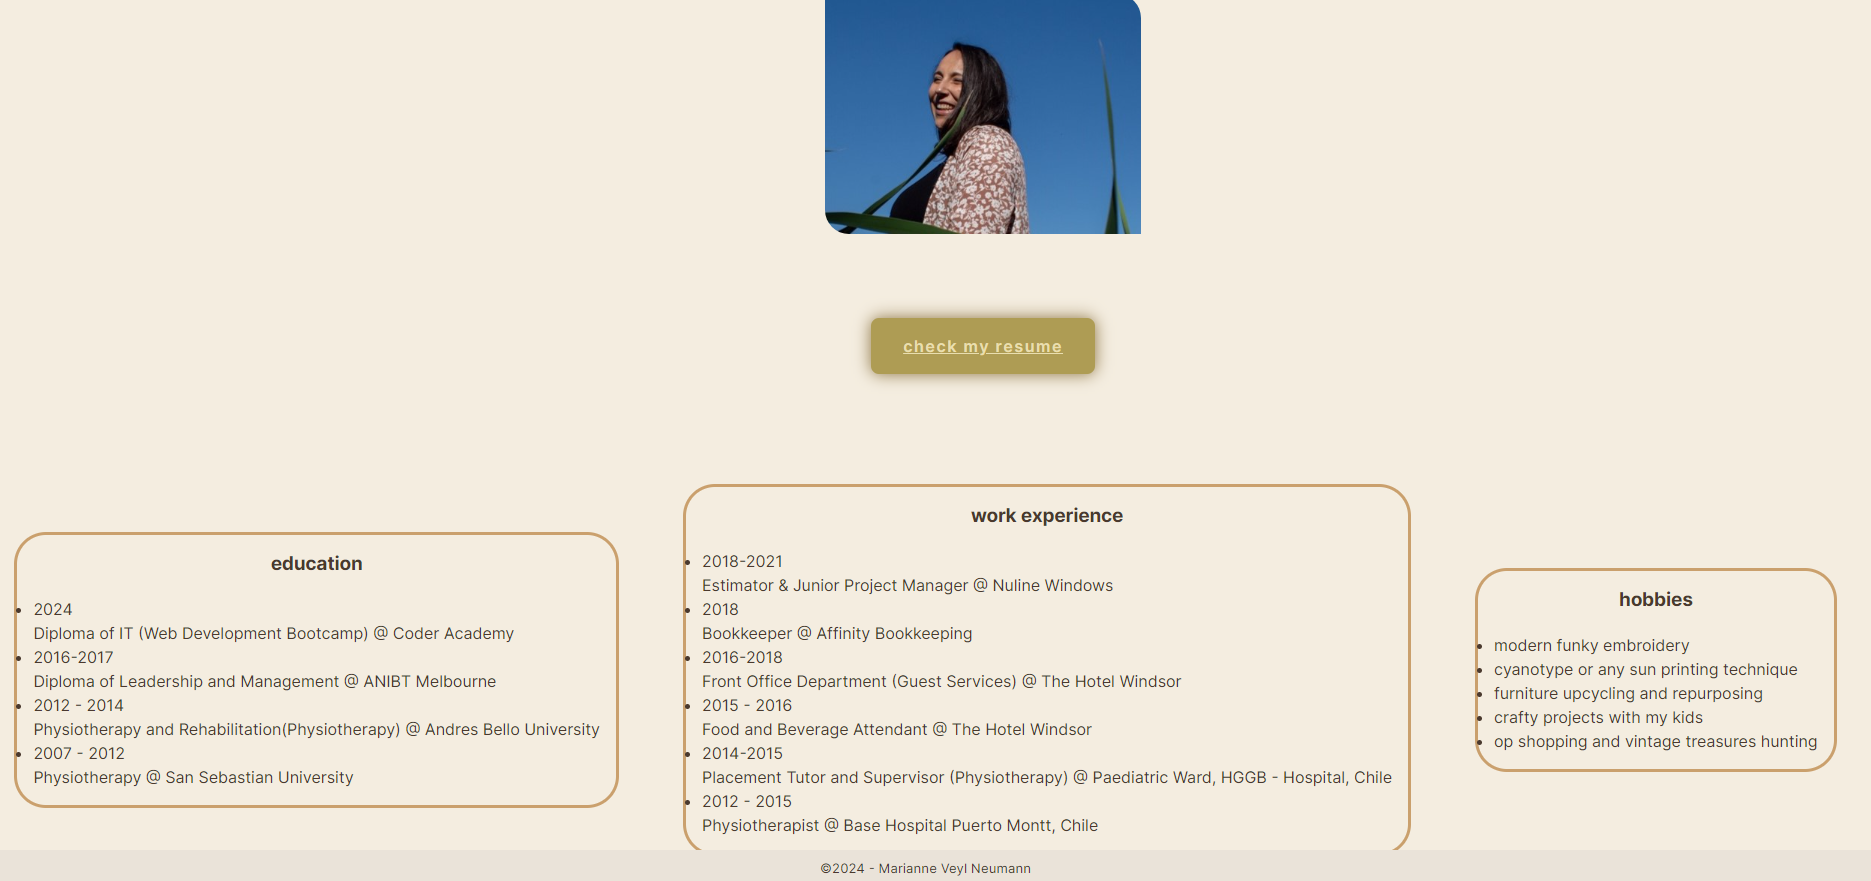 check my resume
education
2024
Diploma of IT (Web Development Bootcamp) @ Coder Academy
2016-2017
Diploma of Leadership and Management @ ANIBT Melbourne
2012 - 2014
Physiotherapy and Rehabilitation(Physiotherapy) @ Andres Bello University
2007 - 2012
Physiotherapy @ San Sebastian University
work experience
2018-2021
Estimator & Junior Project Manager @ Nuline Windows
2018
Bookkeeper @ Affinity Bookkeeping
2016-2018
Front Office Department (Guest Services) @ The Hotel Windsor
2015 - 2016
Food and Beverage Attendant @ The Hotel Windsor
2014-2015
Placement Tutor and Supervisor (Physiotherapy) @ Paediatric Ward, HGGB - Hospital, Chile
2012 - 2015
Physiotherapist @ Base Hospital Puerto Montt, Chile
hobbies
modern funky embroidery
cyanotype or any sun printing technique
furniture upcycling and repurposing
crafty projects with my kids
op shopping and vintage treasures hunting
©2024 - Marianne Veyl Neumann